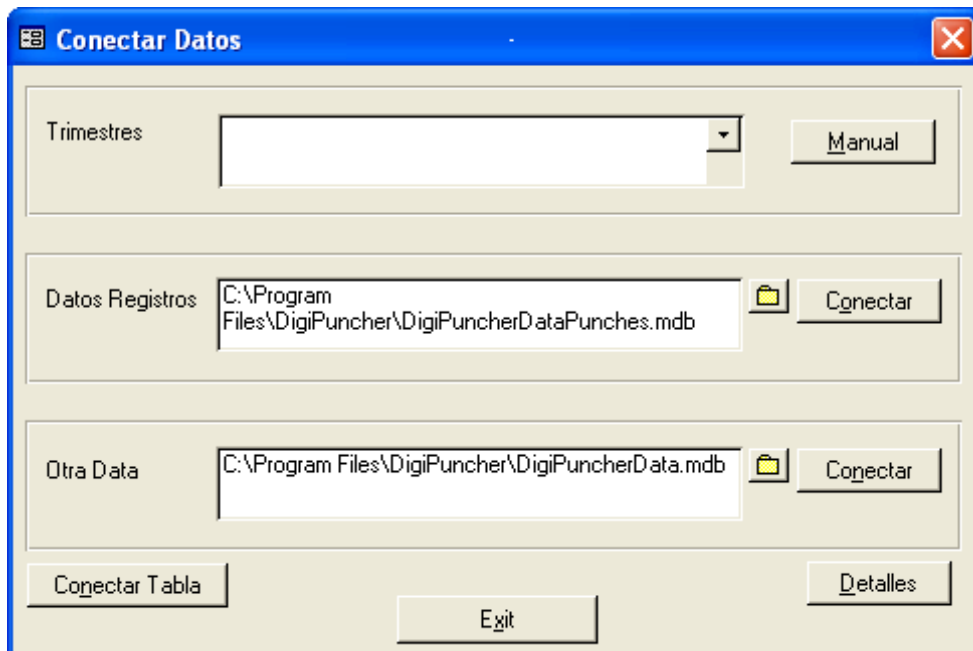 Conectar Datos
Trimestres
Manual
Datos Registros
C:\Program
Files\DigiPuncher\DigiPuncherDataPunches.mdb
Conectar
Otra Data
C:\Program Files\DigiPuncher\DigiPuncherData.mdb
Conectar
Conectar Tabla
Detalles
Exit